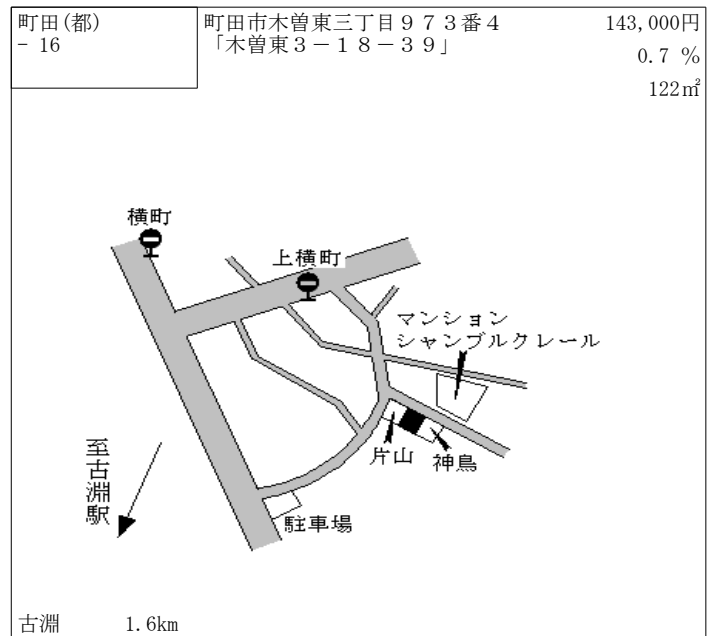 町田(都)
- 16
町田市木曽東三丁目９７３番４
「木曽東３－１８－３９」
143,000円
0.7 %
122㎡
横町
上横町
マンション
シャンブルクレール
片山
神鳥
至古淵駅
駐車場
古淵 1.6km